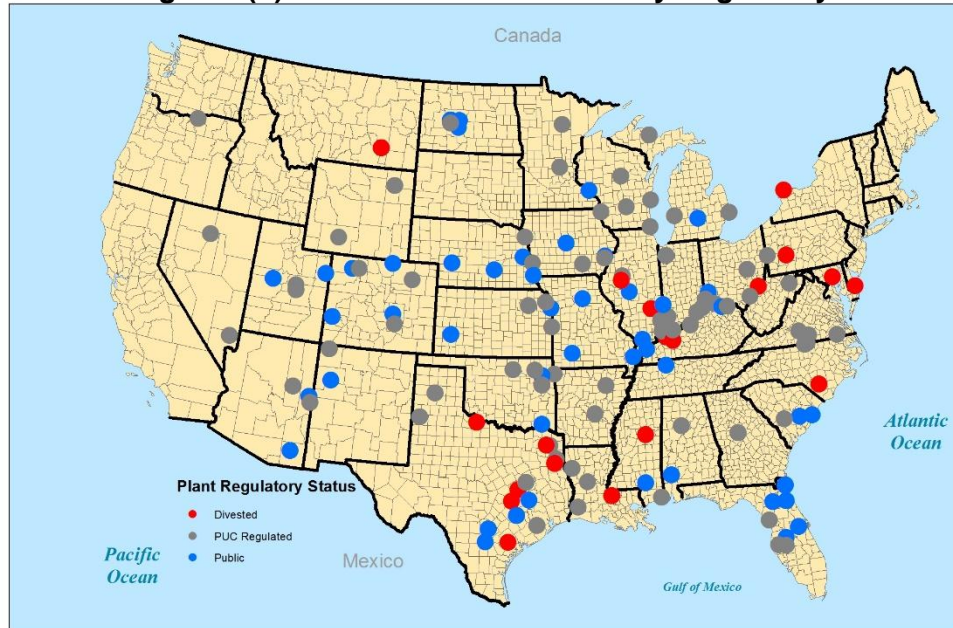 Canada
Atlantic
Ocean
Plant Regulatory Status
Divested
PUC Regulated
Public
Pacific
Ocean
Mexico
Gulf of Mexico